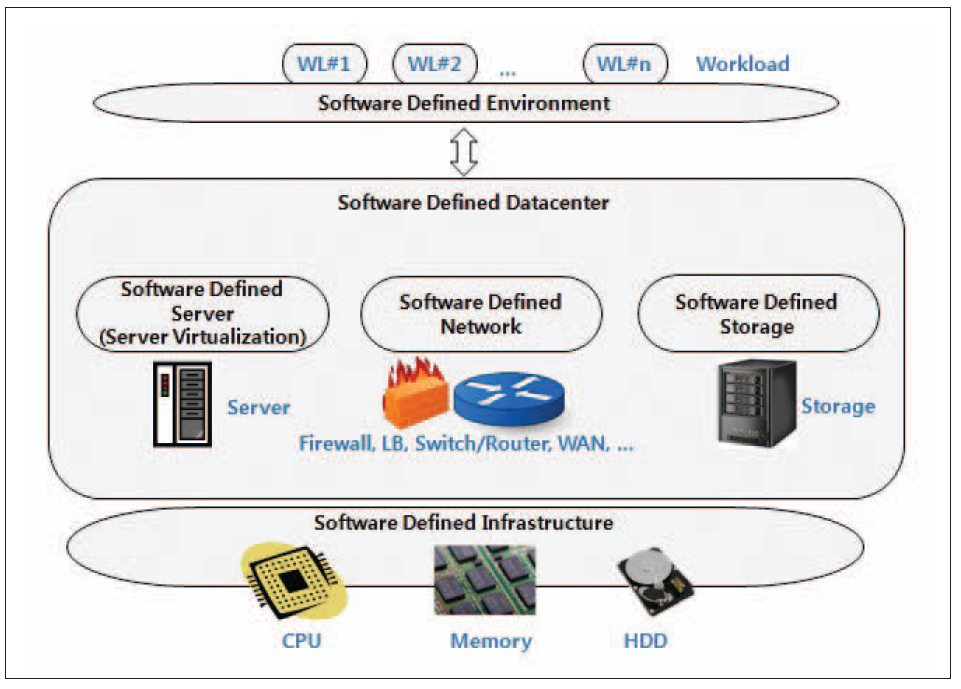 WL#1 WL#2 ... WL#n Workload
Software Defined Environment
Software Defined Datacenter
Software Defined
Server
(Server Virtualization)
Software Defined
Network
Software Defined
Storage
Server
Firewall, LB, Switch/Router, WAN, ...
Storage
Software Defined Infrastructure
CPU Memory HDD